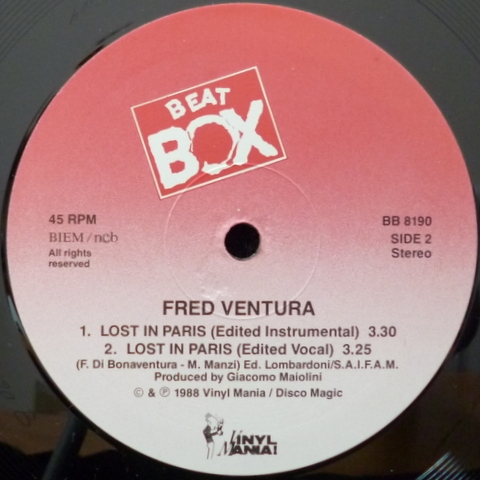 BEAT
BOX
45 RPM
BIEM/ncb
All rights
reserved
BB 8190
SIDE 2
Stereo
FRED VENTURA
1. LOST IN PARIS (Edited Instrumental) 3.30
2. LOST IN PARIS (Edited Vocal) 3.25
(F. Di Bonaventura - M. Manzi) Ed. Lombardoni/S.A.I.F.A.M.
Produced by Giacomo Maiolini
© & ℗ 1988 Vinyl Mania / Disco Magic
VINYL
MANIA!